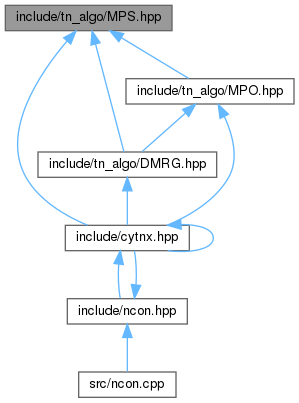 include/tn_algo/MPS.hpp
include/tn_algo/MPO.hpp
include/tn_algo/DMRG.hpp
include/cytnx.hpp
include/ncon.hpp
src/ncon.cpp